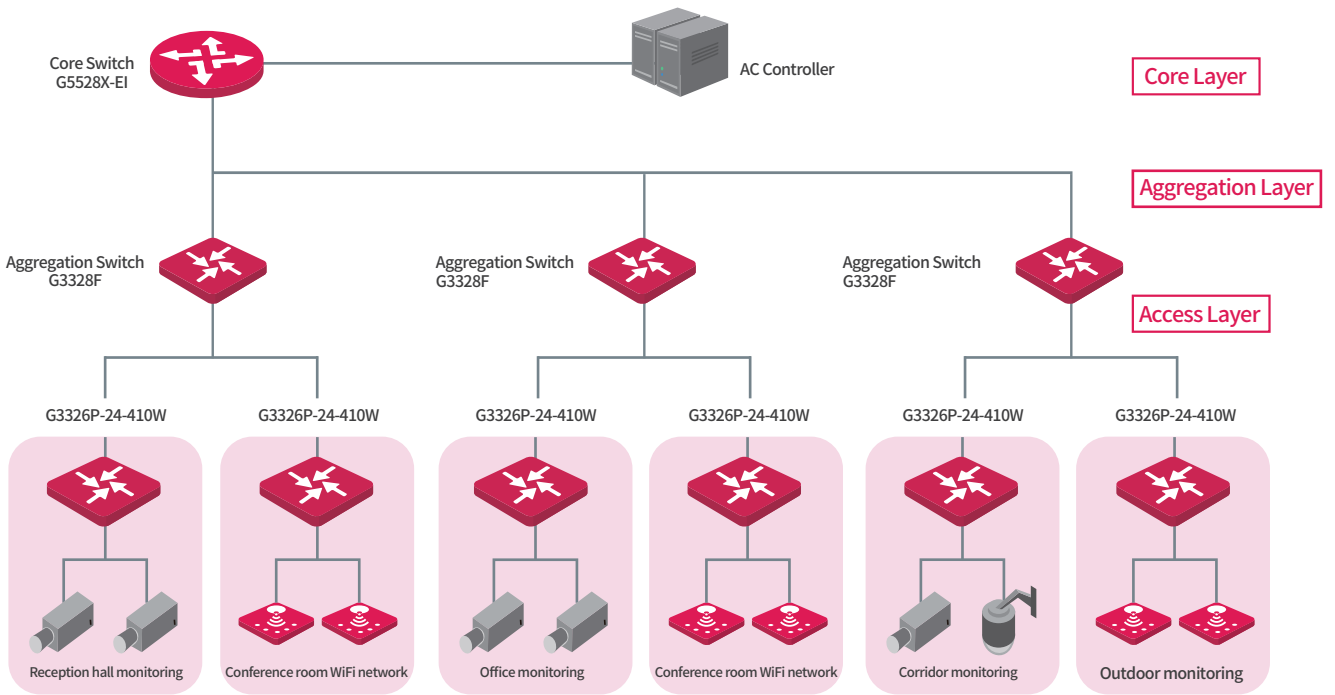 Core Switch
G5528X-EI
AC Controller
Core Layer
Aggregation Layer
Aggregation Switch
G3328F
Aggregation Switch
G3328F
Aggregation Switch
G3328F
Access Layer
G3326P-24-410W
G3326P-24-410W
G3326P-24-410W
G3326P-24-410W
G3326P-24-410W
G3326P-24-410W
Reception hall monitoring
Conference room WiFi network
Office monitoring
Conference room WiFi network
Corridor monitoring
Outdoor monitoring